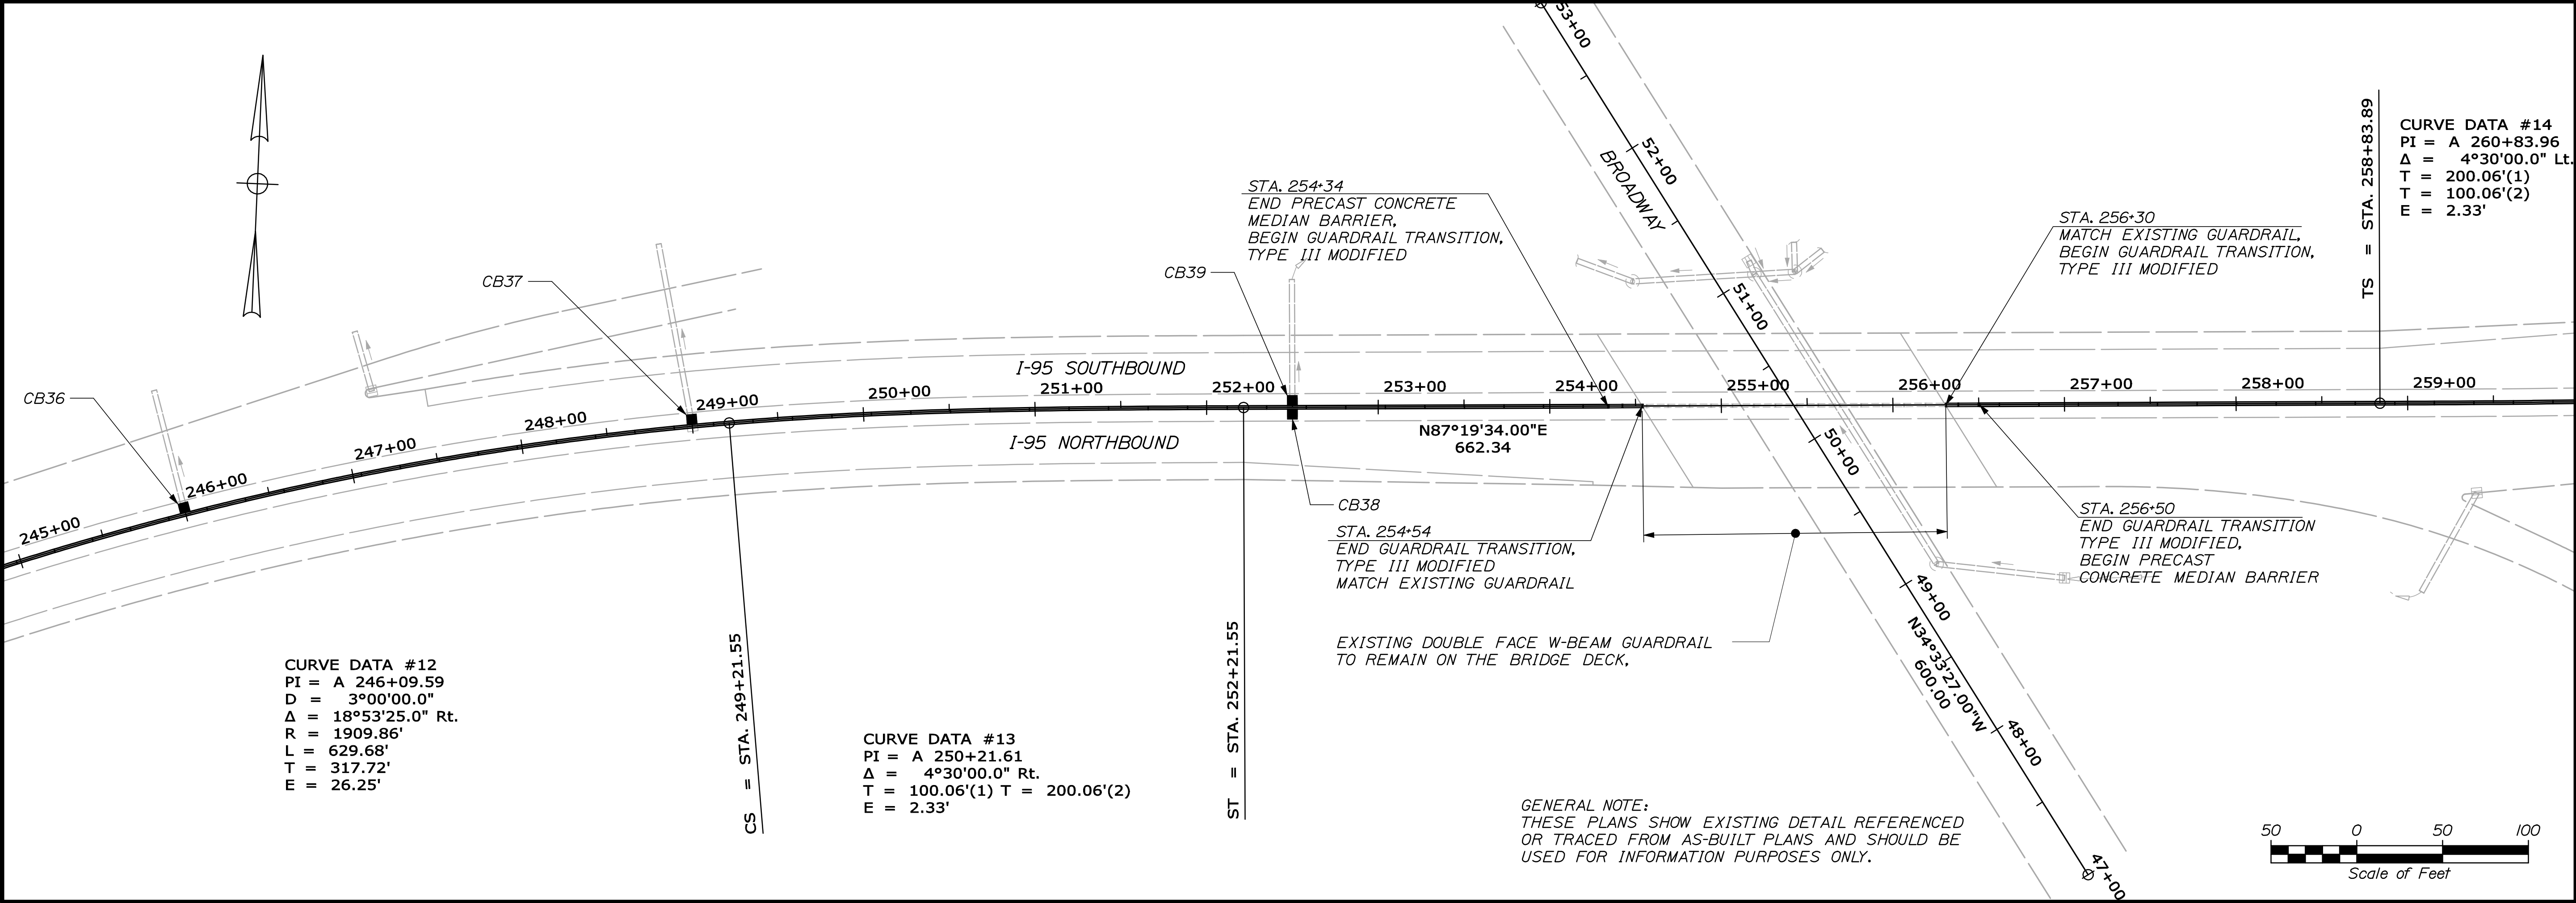 53+00
52+00
BROADWAY
51+00
50+00
49+00
N34°33'27.00"W
600.00
48+00
47+00
CURVE DATA #14
PI = A 260+83.96
Δ = 4°30'00.0" Lt.
T = 200.06'(1)
T = 100.06'(2)
E = 2.33'
TS = STA. 258+83.89
STA. 254+34
END PRECAST CONCRETE
MEDIAN BARRIER,
BEGIN GUARDRAIL TRANSITION,
TYPE III MODIFIED
STA. 256+30
MATCH EXISTING GUARDRAIL,
BEGIN GUARDRAIL TRANSITION,
TYPE III MODIFIED
CB39
CB37
CB36
I-95 SOUTHBOUND
245+00
246+00
247+00
248+00
249+00
250+00
251+00
252+00
253+00
254+00
255+00
256+00
257+00
258+00
259+00
I-95 NORTHBOUND
N87°19'34.00"E
662.34
CB38
STA. 254+54
END GUARDRAIL TRANSITION,
TYPE III MODIFIED
MATCH EXISTING GUARDRAIL
STA. 256+50
END GUARDRAIL TRANSITION
TYPE III MODIFIED,
BEGIN PRECAST
CONCRETE MEDIAN BARRIER
EXISTING DOUBLE FACE W-BEAM GUARDRAIL
TO REMAIN ON THE BRIDGE DECK,
CS = STA. 249+21.55
ST = STA. 252+21.55
CURVE DATA #12
PI = A 246+09.59
D = 3°00'00.0"
Δ = 18°53'25.0" Rt.
R = 1909.86'
L = 629.68'
T = 317.72'
E = 26.25'
CURVE DATA #13
PI = A 250+21.61
Δ = 4°30'00.0" Rt.
T = 100.06'(1) T = 200.06'(2)
E = 2.33'
GENERAL NOTE:
THESE PLANS SHOW EXISTING DETAIL REFERENCED
OR TRACED FROM AS-BUILT PLANS AND SHOULD BE
USED FOR INFORMATION PURPOSES ONLY.
50 0 50 100
Scale of Feet